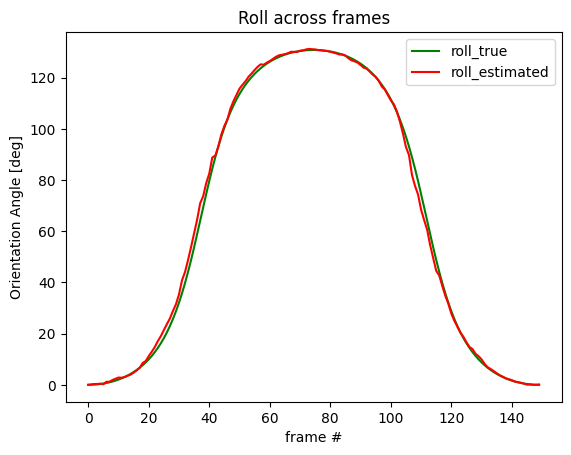 Roll across frames
roll_true
roll_estimated
Orientation Angle [deg]
120
100
80
60
40
20
0
0 20 40 60 80 100 120 140
frame #